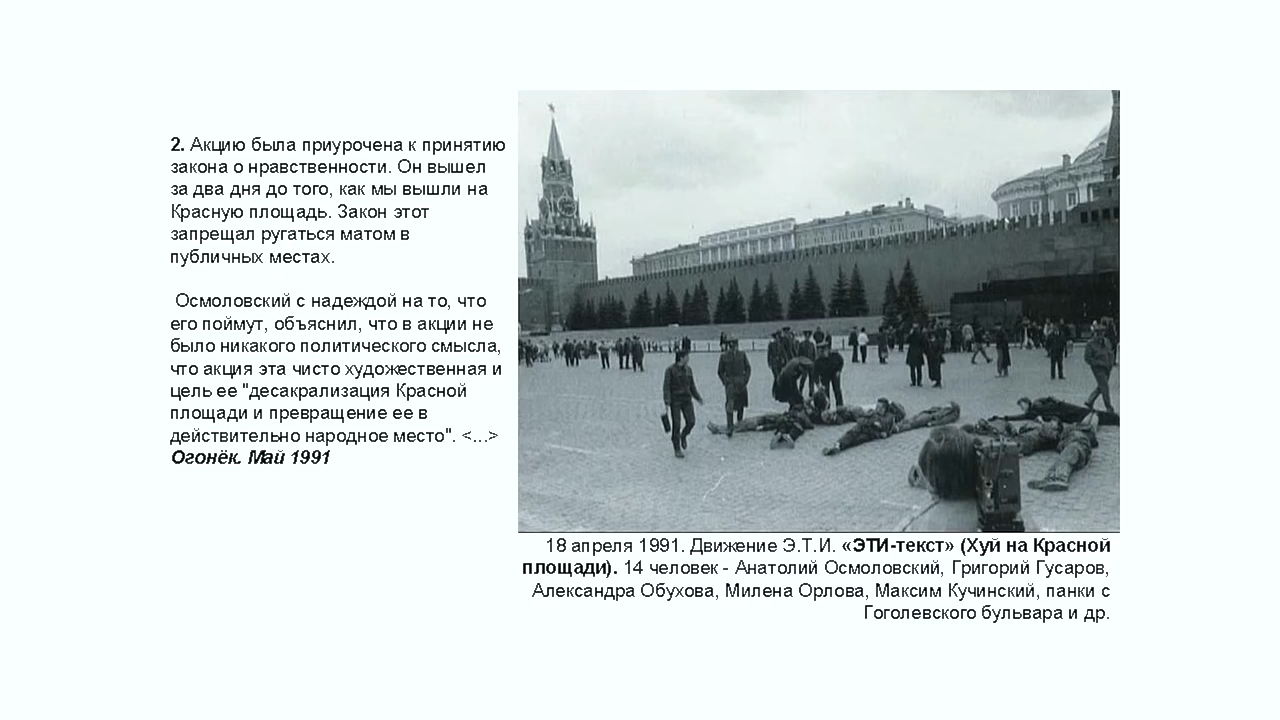 2. Акцию была приурочена к принятию
закона о нравственности. Он вышел
за два дня до того, как мы вышли на
Красную площадь. Закон этот
запрещал ругаться матом в
публичных местах.
Осмоловский с надеждой на то, что
его поймут, объяснил, что в акции не
было никакого политического смысла,
что акция эта чисто художественная и
цель ее "десакрализация Красной
площади и превращение ее в
действительно народное место". <...>
Огонёк. Май 1991
18 апреля 1991. Движение Э.Т.И. «ЭТИ-текст» (Хуй на Красной
площади). 14 человек - Анатолий Осмоловский, Григорий Гусаров,
Александра Обухова, Милена Орлова, Максим Кучинский, панки с
Гоголевского бульвара и др.